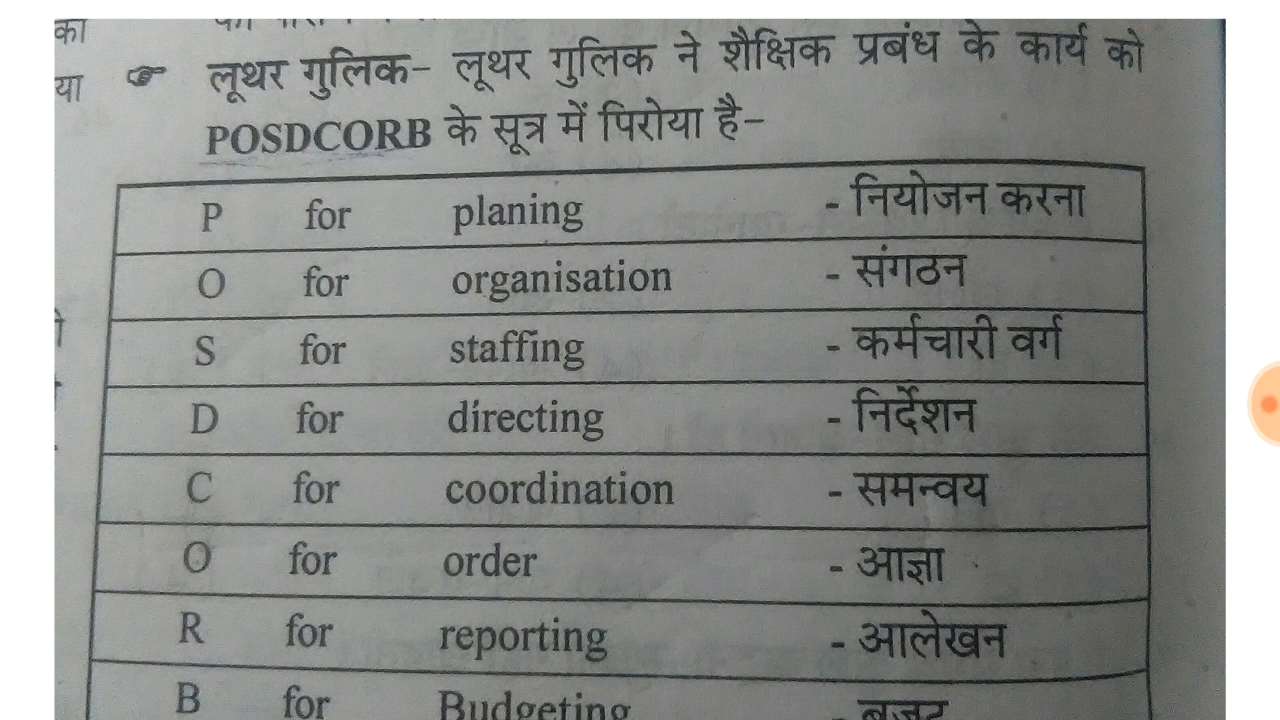 का
या ☞ लूथर गुलिक– लूथर गुलिक ने शैक्षिक प्रबंध के कार्य को
POSDCORB के सूत्र में पिरोया है–
P for planing - नियोजन करना
O for organisation - संगठन
S for staffing - कर्मचारी वर्ग
D for directing - निर्देशन
C for coordination - समन्वय
O for order - आज्ञा
R for reporting - आलेखन
B for Budgeting - बजट